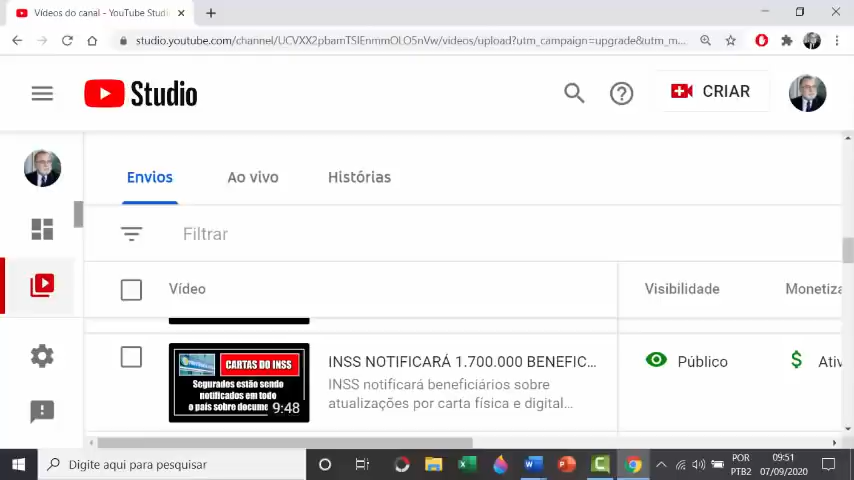 Vídeos do canal - YouTube Studio
studio.youtube.com/channel/UCVXX2pbamTSIEnmmOLO5nVw/videos/upload?utm_campaign=upgrade&utm_m...
Studio
CRIAR
Envios
Ao vivo
Histórias
Filtrar
Vídeo
Visibilidade
Monetiza
CARTAS DO INSS
Segurados estão sendo
notificados em todo
o país sobre docume
9:48
INSS NOTIFICARÁ 1.700.000 BENEFIC...
INSS notificará beneficiários sobre
atualizações por carta física e digital...
Público
Ativ
Digite aqui para pesquisar
POR
PTB2
09:51
07/09/2020